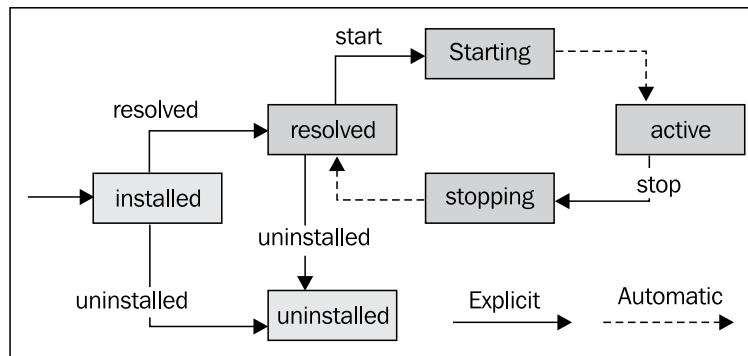 start
Starting
resolved
resolved
active
installed
stopping
stop
uninstalled
uninstalled
uninstalled
Explicit
Automatic